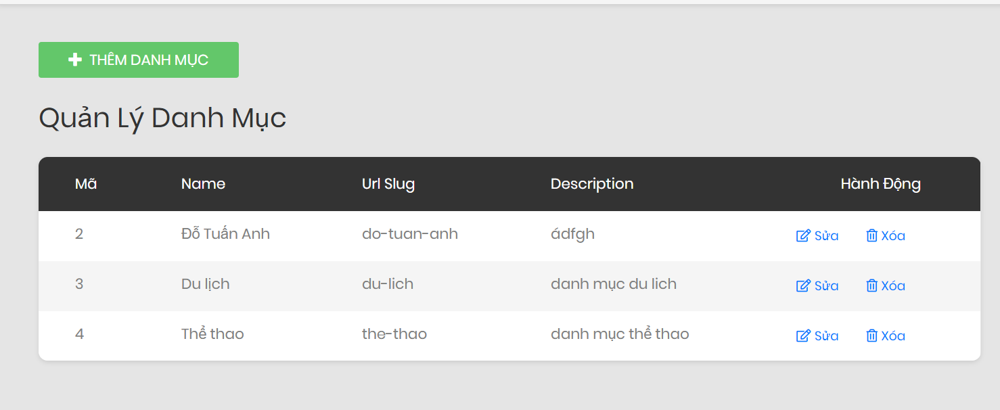 THÊM DANH MỤC
Quản Lý Danh Mục
Mã Name Url Slug Description Hành Động
2 Đỗ Tuấn Anh do-tuan-anh ádfgh Sửa Xóa
3 Du lịch du-lich danh mục du lich Sửa Xóa
4 Thể thao the-thao danh mục thể thao Sửa Xóa